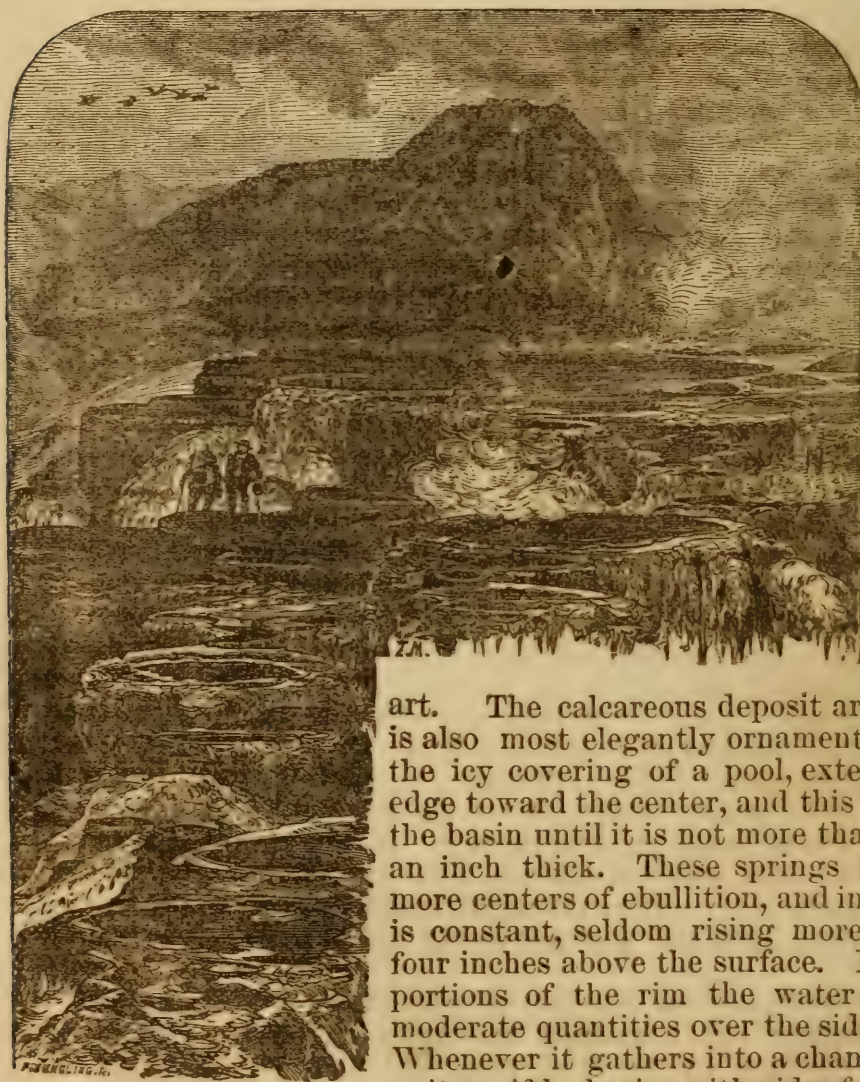 Z.M.
art. The calcareous deposit ar
is also most elegantly ornament
the icy covering of a pool, exte
edge toward the center, and this
the basin until it is not more tha
an inch thick. These springs
more centers of ebullition, and in
is constant, seldom rising more
four inches above the surface.
portions of the rim the water
moderate quantities over the sid
Whenever it gathers into a chan